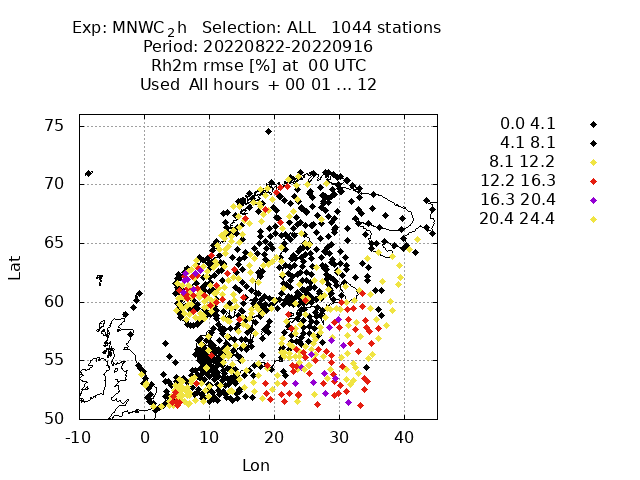 Exp: MNWC2h   Selection: ALL   1044 stations
Period: 20220822-20220916
Rh2m rmse [%] at  00 UTC
Used  All hours  + 00 01 ... 12
0.0 4.1
4.1 8.1
8.1 12.2
12.2 16.3
16.3 20.4
20.4 24.4
75
70
65
60
55
50
Lat
-10 0 10 20 30 40
Lon